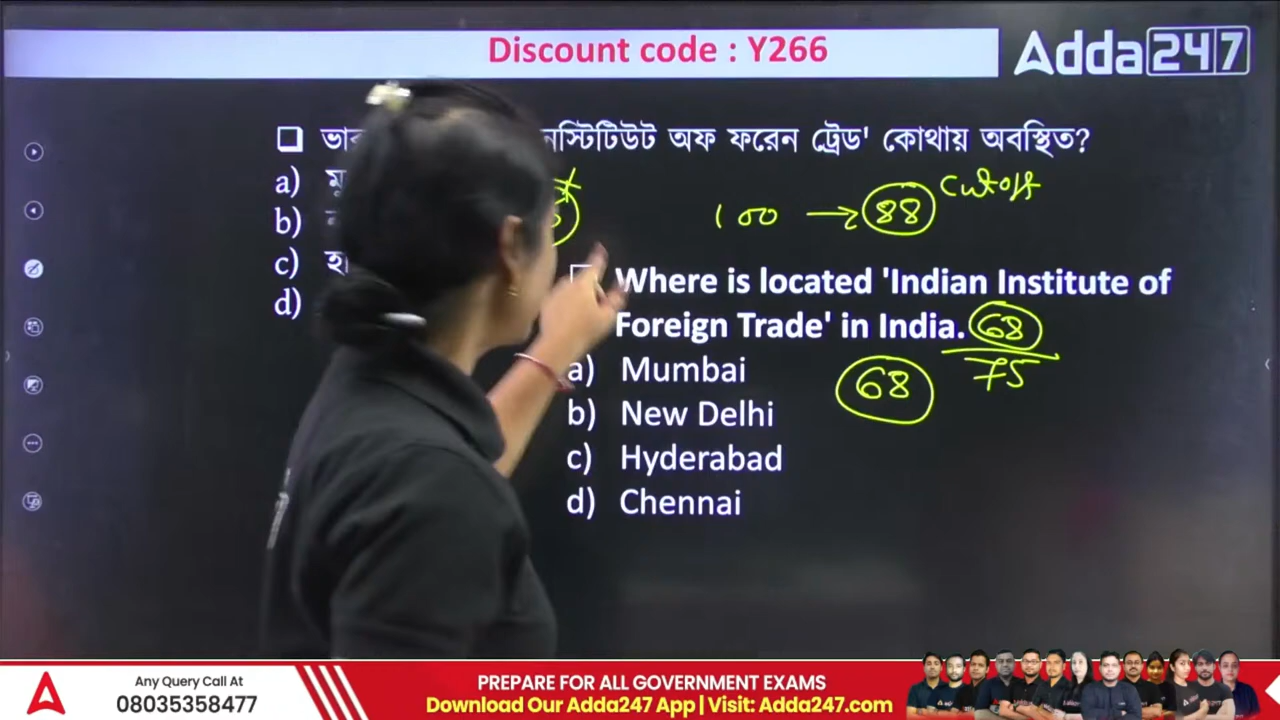 Discount code : Y266
Adda 247
নস্টিটিউট অফ ফরেন ট্রেড' কোথায় অবস্থিত?
a)
b)
c)
d)
100 → 88 Cutoff
Where is located 'Indian Institute of
Foreign Trade' in India.
68
75
a) Mumbai
68
b) New Delhi
c) Hyderabad
d) Chennai
Any Query Call At
08035358477
PREPARE FOR ALL GOVERNMENT EXAMS
Download Our Adda247 App | Visit: Adda247.com